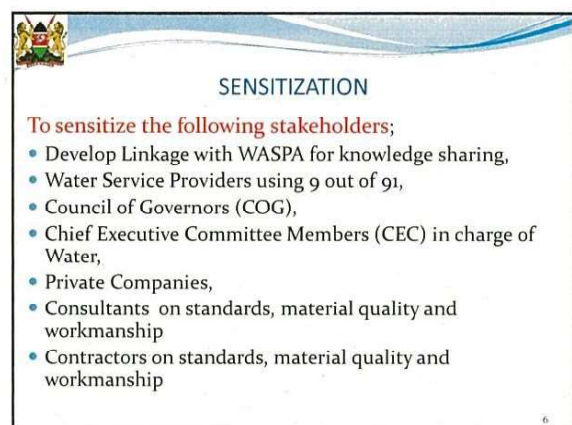 SENSITIZATION
To sensitize the following stakeholders;
• Develop Linkage with WASPA for knowledge sharing,
• Water Service Providers using 9 out of 91,
• Council of Governors (COG),
• Chief Executive Committee Members (CEC) in charge of
Water,
• Private Companies,
• Consultants on standards, material quality and
workmanship
• Contractors on standards, material quality and
workmanship
6